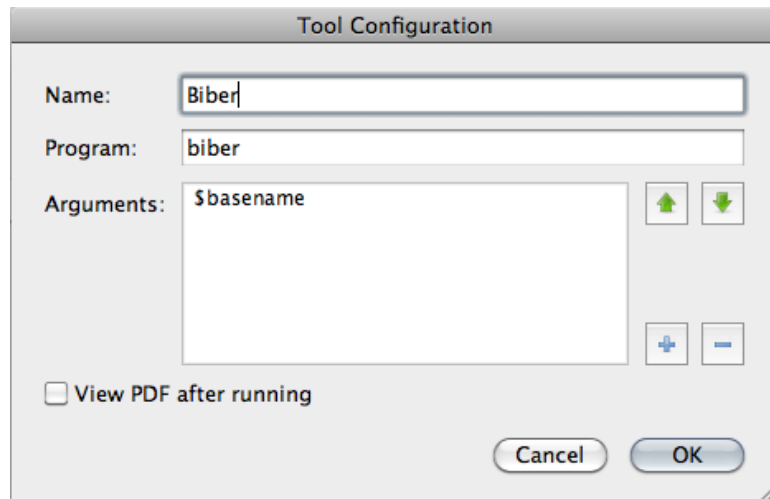 Tool Configuration
Name: Biber
Program: biber
Arguments: $basename
View PDF after running
Cancel OK